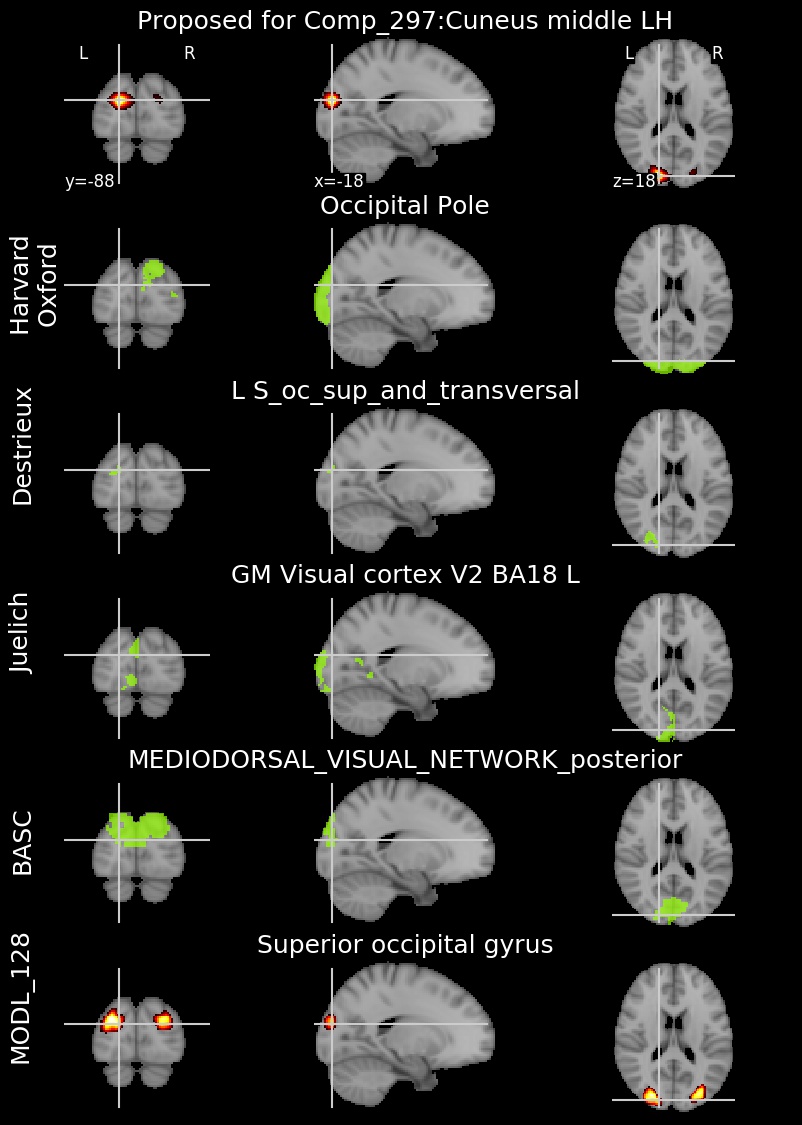 Proposed for Comp_297:Cuneus middle LH
L R L R
y=-88 x=-18 z=18
Occipital Pole
Harvard
Oxford
L S_oc_sup_and_transversal
Destrieux
GM Visual cortex V2 BA18 L
Juelich
MEDIODORSAL_VISUAL_NETWORK_posterior
BASC
Superior occipital gyrus
MODL_128